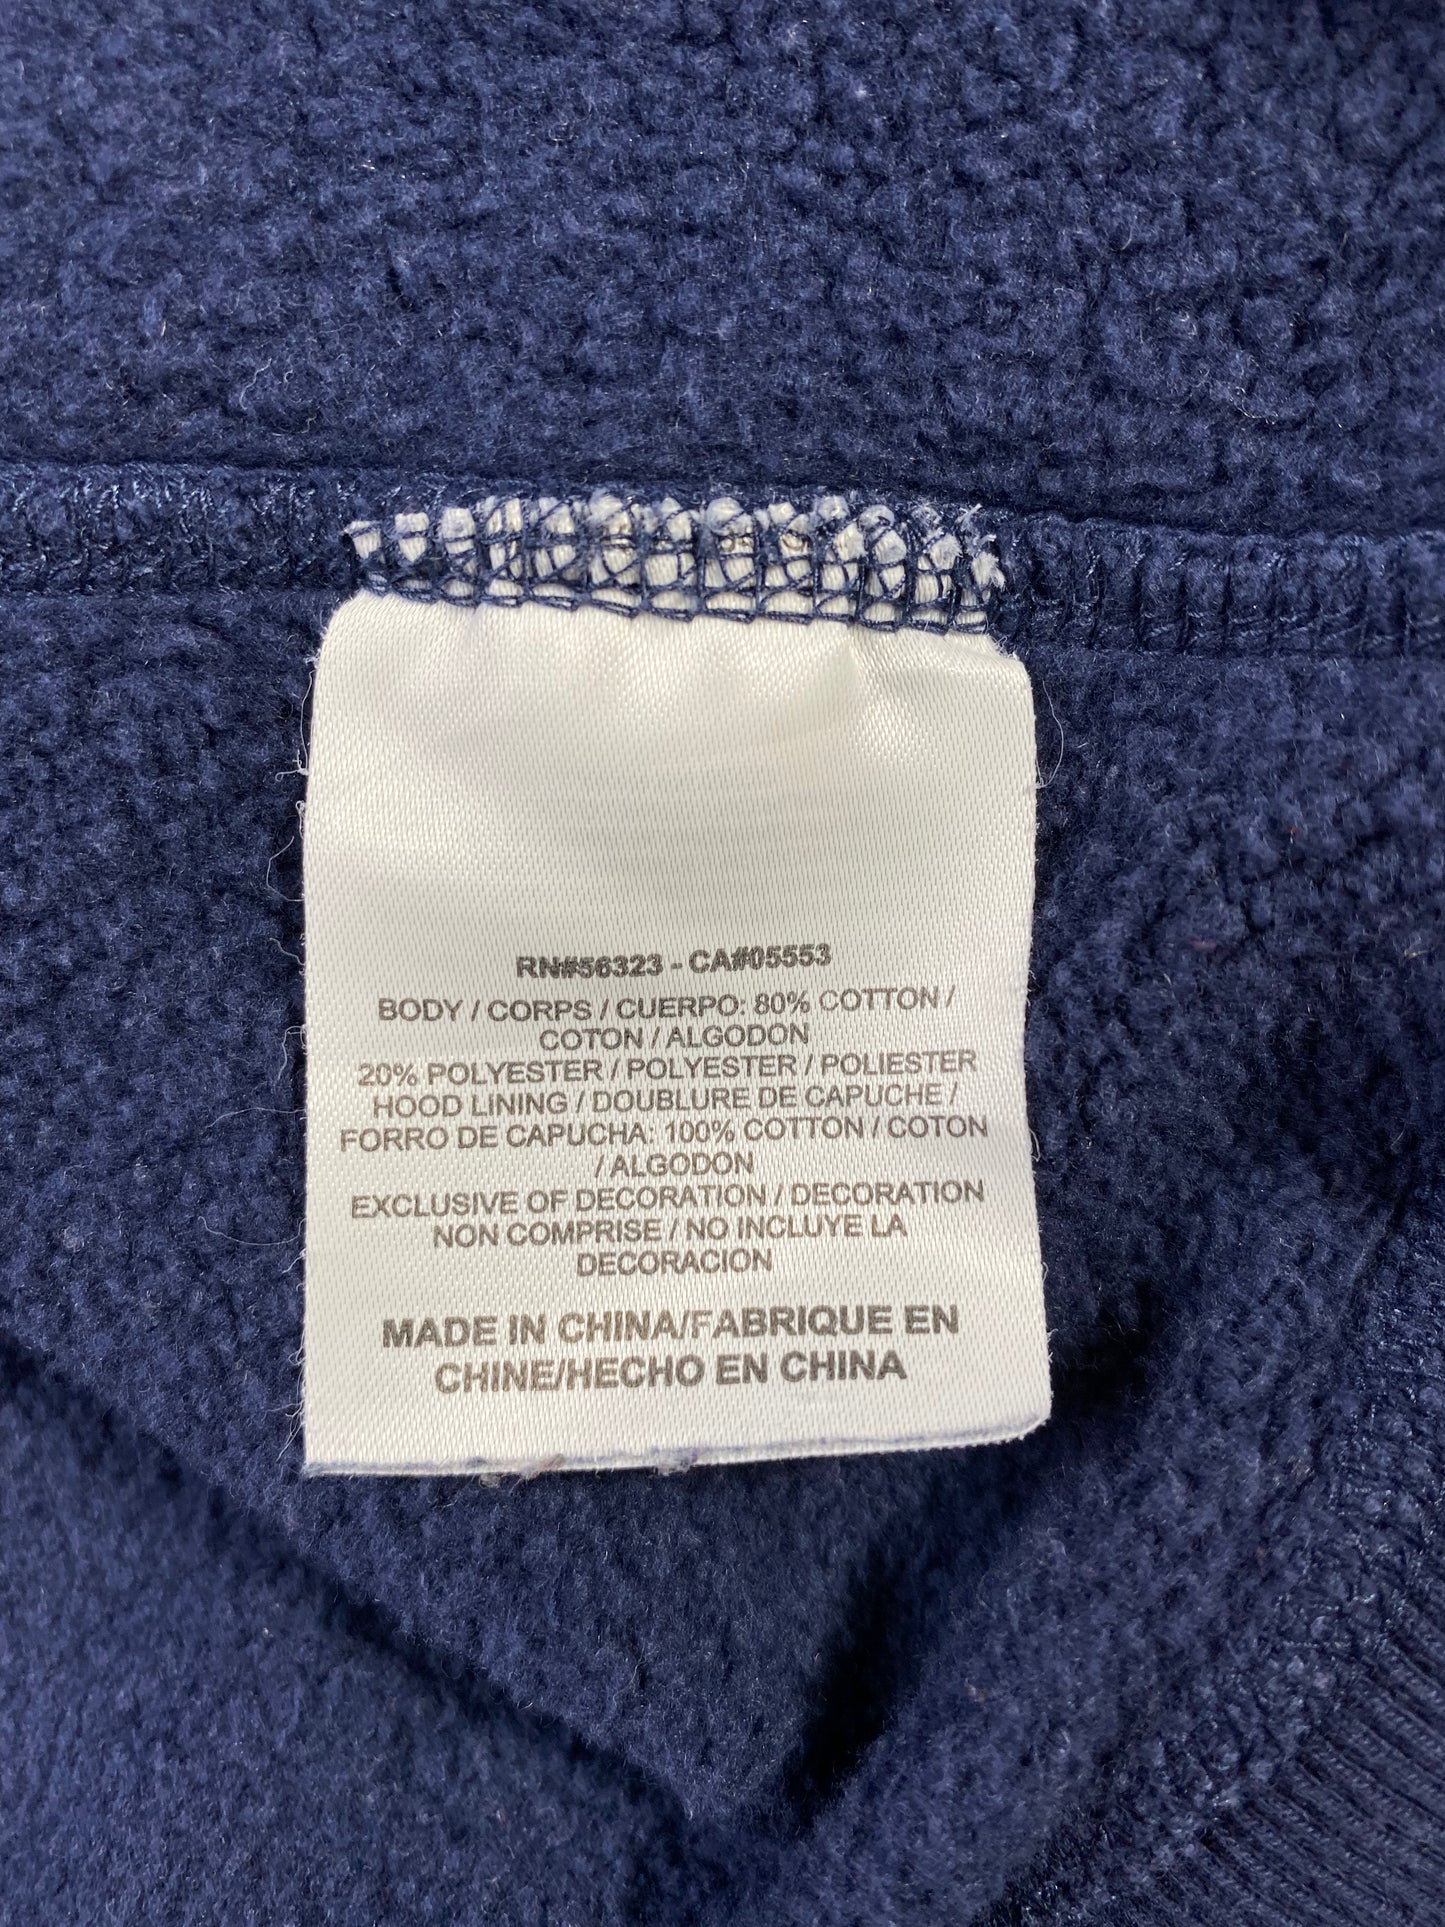 RN#56323 - CA#05553
BODY / CORPS / CUERPO: 80% COTTON /
COTON / ALGODON
20% POLYESTER / POLYESTER / POLIESTER
HOOD LINING / DOUBLURE DE CAPUCHE /
FORRO DE CAPUCHA: 100% COTTON / COTON
/ ALGODON
EXCLUSIVE OF DECORATION / DECORATION
NON COMPRISE / NO INCLUYE LA
DECORACION
MADE IN CHINA/FABRIQUE EN
CHINE/HECHO EN CHINA